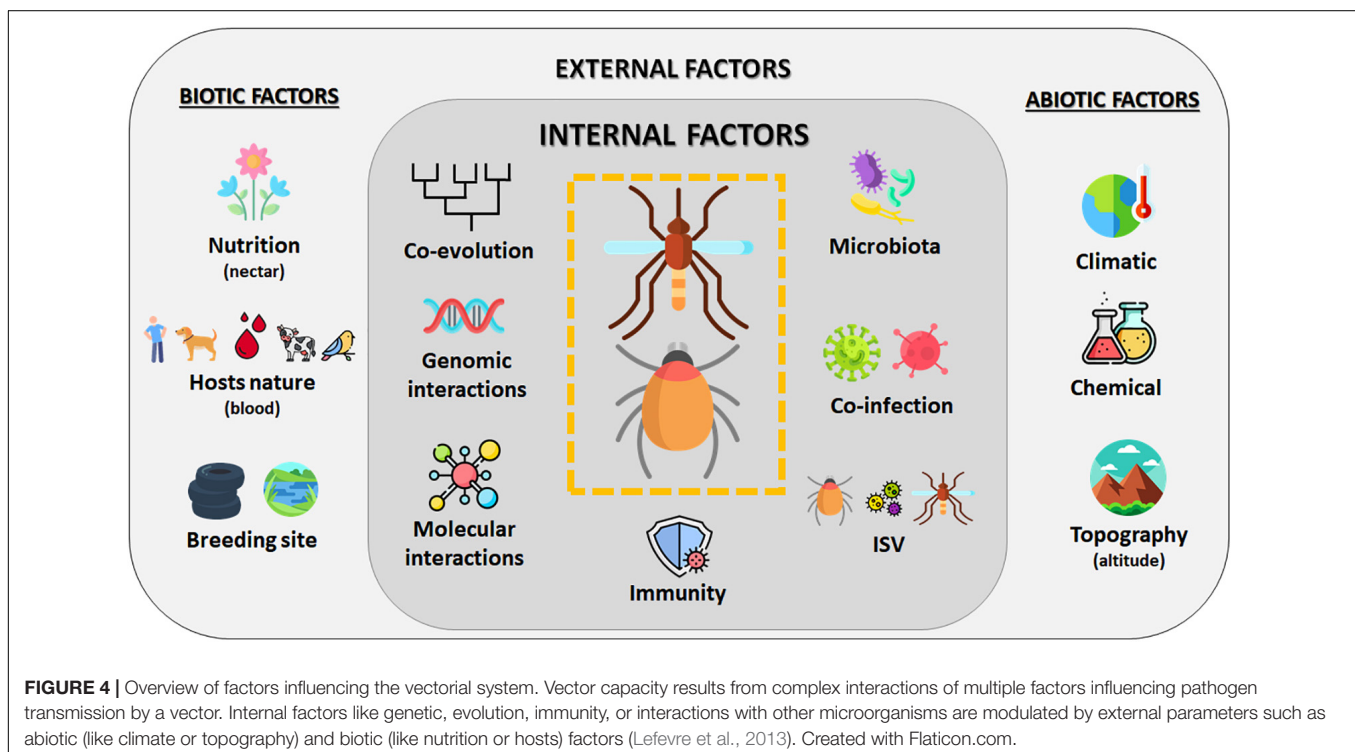 EXTERNAL FACTORS
BIOTIC FACTORS
Nutrition
(nectar)
Hosts nature
(blood)
Breeding site
INTERNAL FACTORS
Co-evolution
Genomic
interactions
Molecular
interactions
Immunity
Microbiota
Co-infection
ISV
ABIOTIC FACTORS
Climatic
Chemical
Topography
(altitude)
FIGURE 4 | Overview of factors influencing the vectorial system. Vector capacity results from complex interactions of multiple factors influencing pathogen
transmission by a vector. Internal factors like genetic, evolution, immunity, or interactions with other microorganisms are modulated by external parameters such as
abiotic (like climate or topography) and biotic (like nutrition or hosts) factors (Lefevre et al., 2013). Created with Flaticon.com.